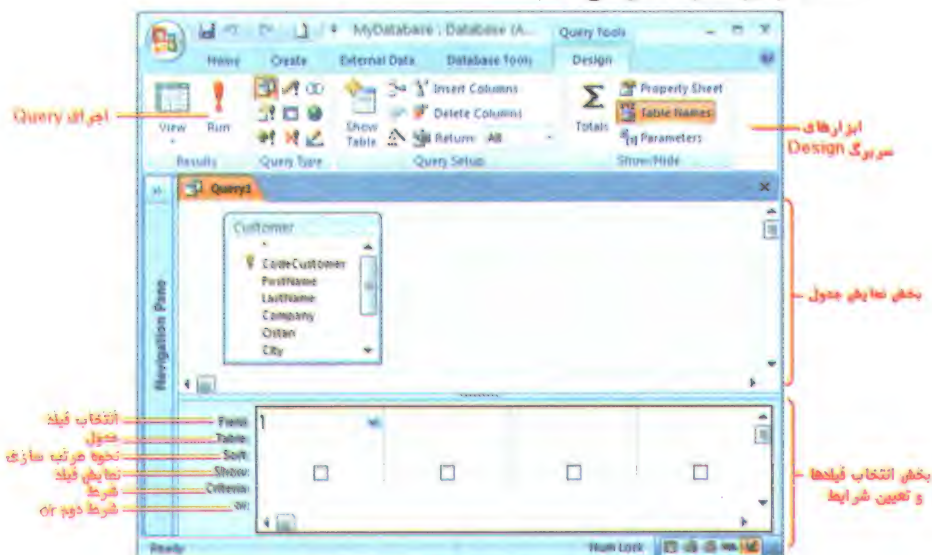 MyDatabase : Database (A...
Query Tools
Home Create External Data Database Tools Design
View
Run
Results
Query Type
Show Table
Insert Columns
Delete Columns
Return: All
Query Setup
Totals
Property Sheet
Table Names
Parameters
Show/Hide
اجرای Query
ابزارهای
سربرگ Design
Query1
Customer
*
CodeCustomer
FirstName
LastName
Company
Ostan
City
Navigation Pane
بخش نمایش جدول
Field:
Table:
Sort:
Show:
Criteria:
or:
انتخاب فیلد
جدول
نحوه مرتب سازی
نمایش فیلد
شرط
شرط دوم or
بخش انتخاب فیلدها
و تعیین شرایط
Ready
Num Lock